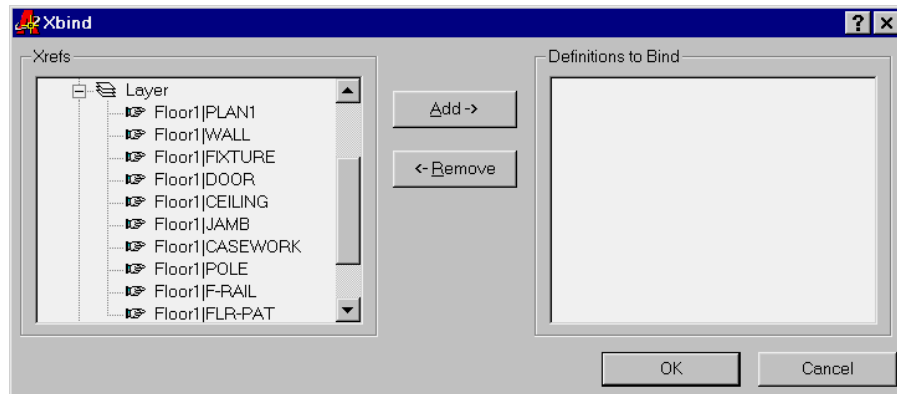 Xbind
Xrefs
Layer
Floor1|PLAN1
Floor1|WALL
Floor1|FIXTURE
Floor1|DOOR
Floor1|CEILING
Floor1|JAMB
Floor1|CASEWORK
Floor1|POLE
Floor1|F-RAIL
Floor1|FLR-PAT
Add ->
<- Remove
Definitions to Bind
OK
Cancel